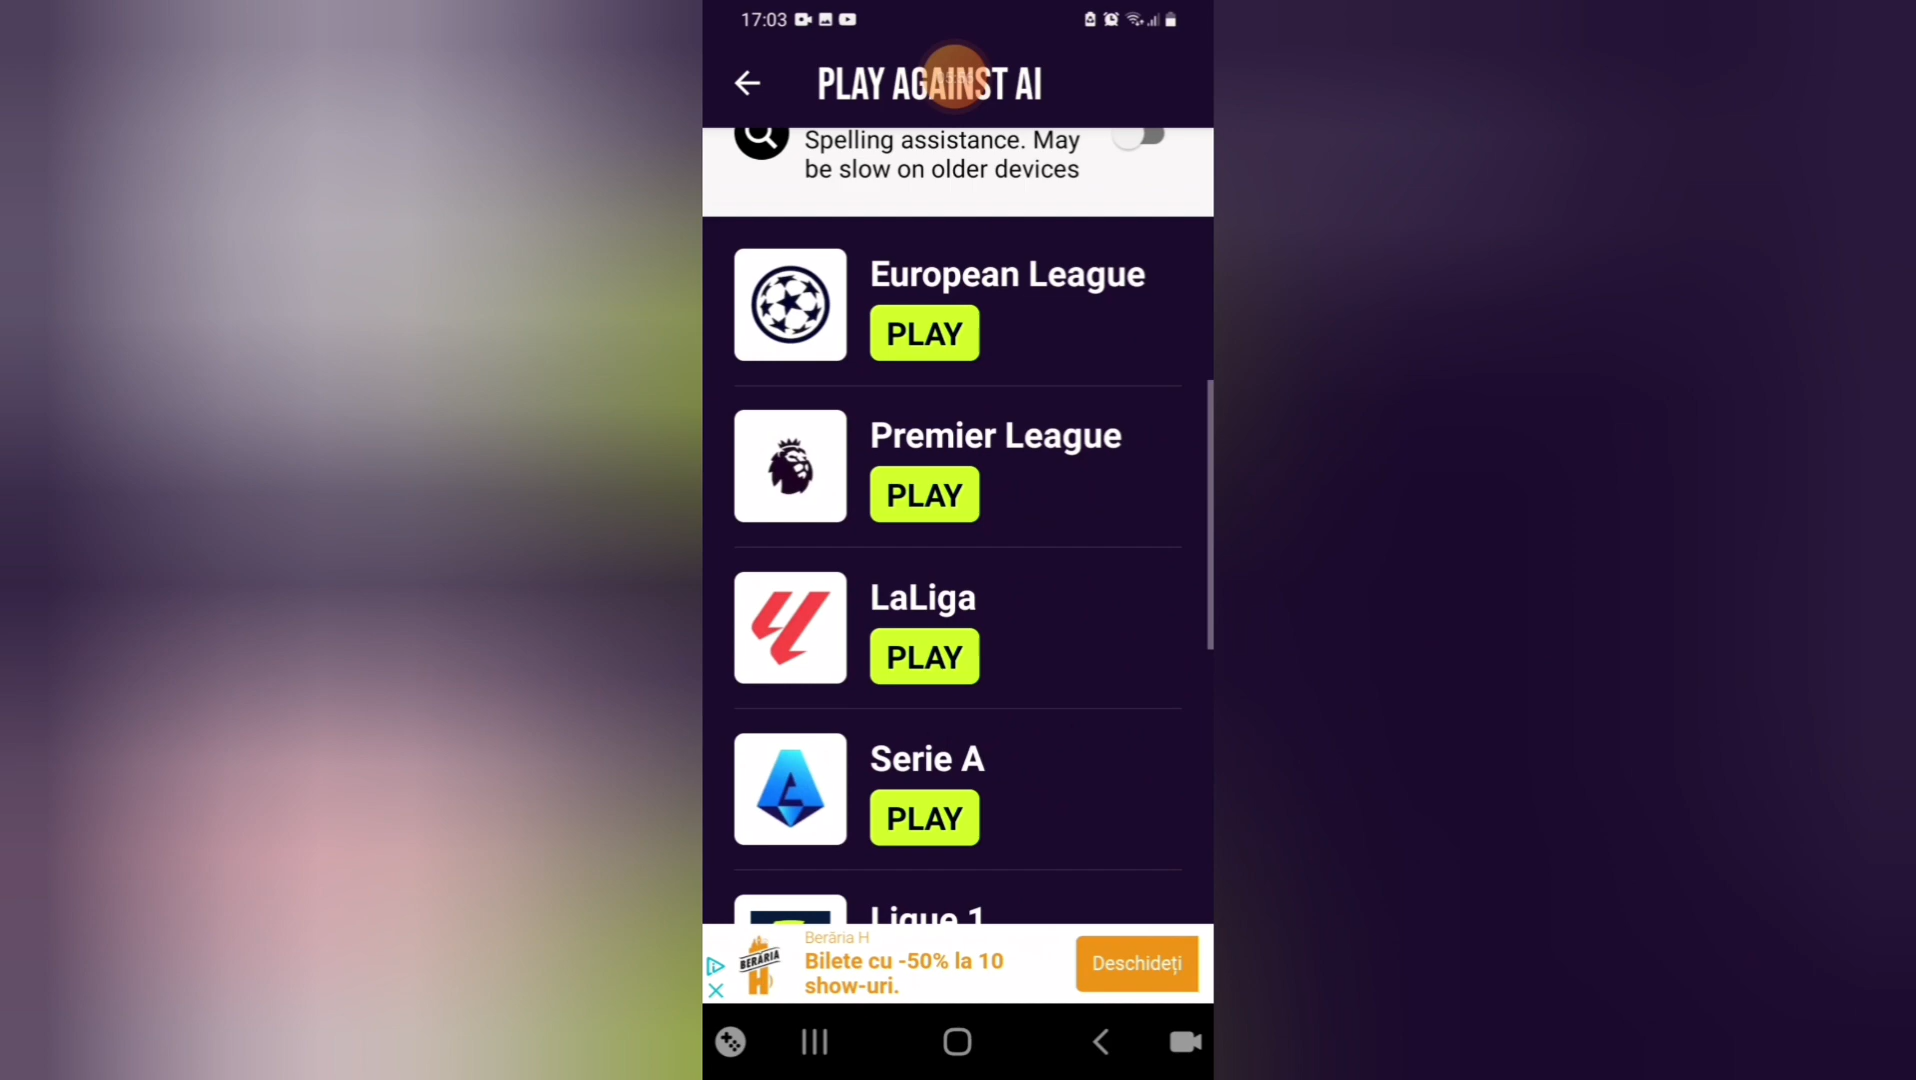 17:03
PLAY AGAINST AI
Spelling assistance. May
be slow on older devices
European League
PLAY
Premier League
PLAY
LaLiga
PLAY
Serie A
PLAY
Ligue 1
Berăria H
BERĂRIA
H
Bilete cu -50% la 10
show-uri.
Deschideți